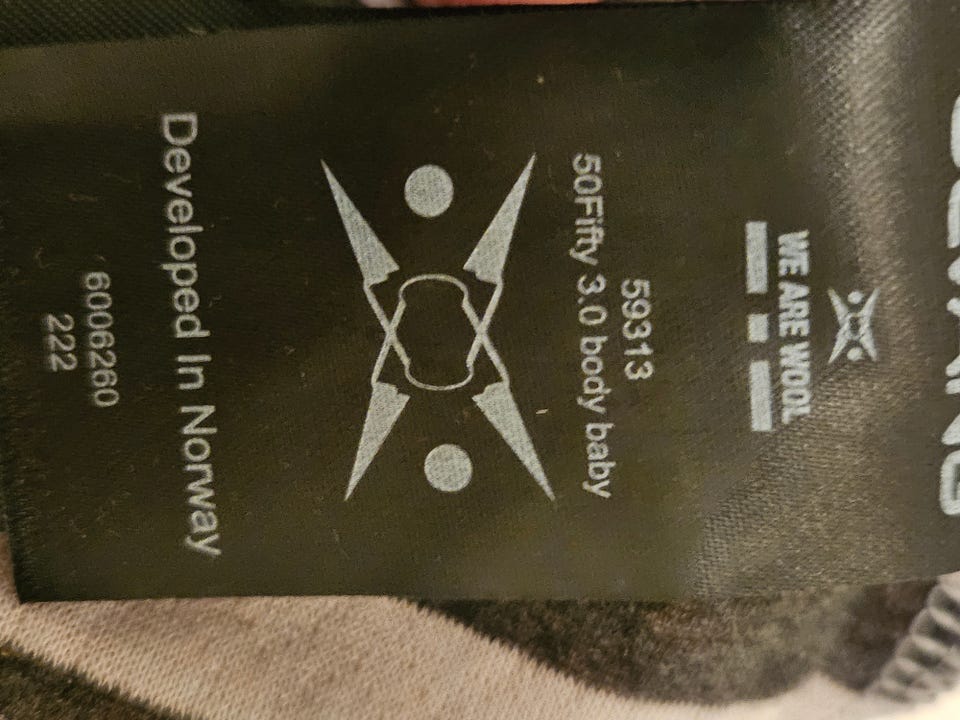 WE ARE WOOL
59313
50Fifty 3.0 body baby
Developed In Norway
6006260
222